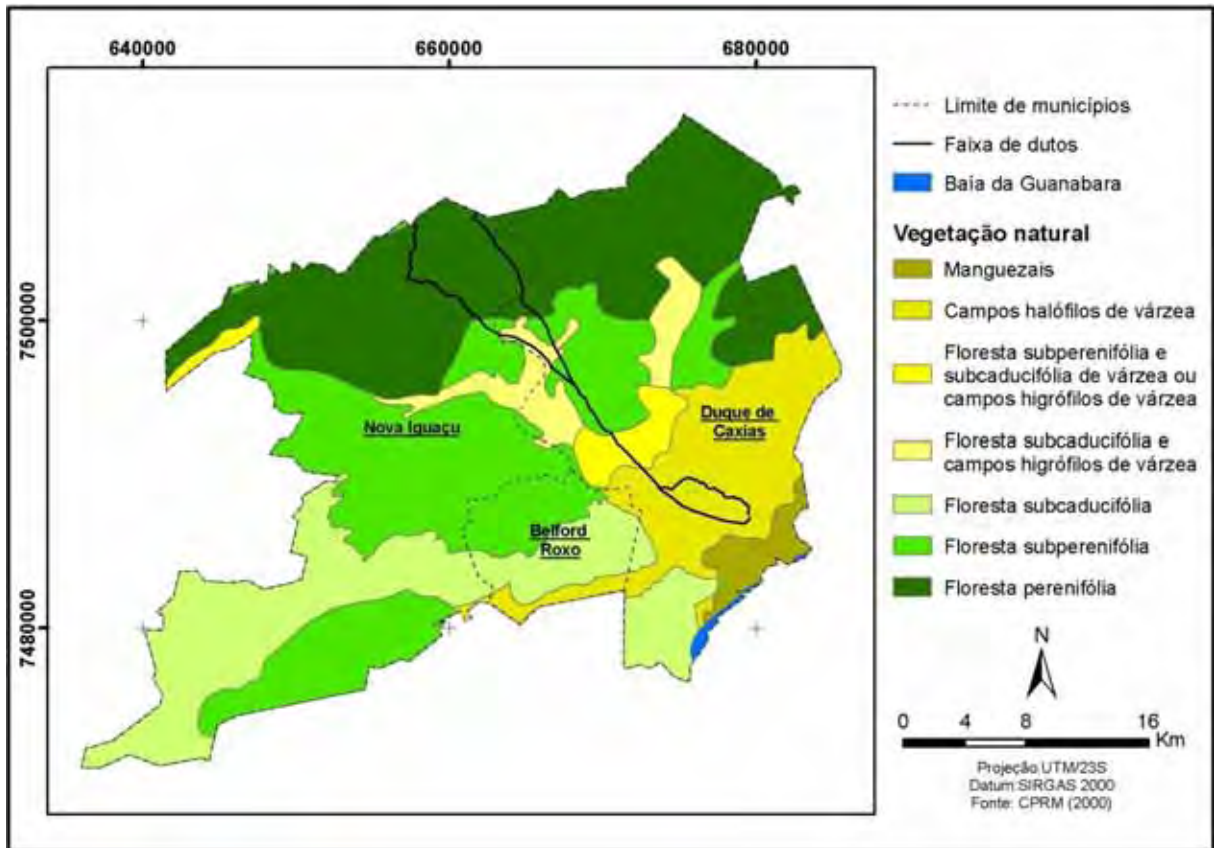 640000
660000
680000
7500000
7480000
Nova Iguaçu
Duque de
Caxias
Belford
Roxo
Limite de municípios
Faixa de dutos
Baía da Guanabara
Vegetação natural
Manguezais
Campos halófilos de várzea
Floresta subperenifólia e
subcaducifólia de várzea ou
campos higrófilos de várzea
Floresta subcaducifólia e
campos higrófilos de várzea
Floresta subcaducifólia
Floresta subperenifólia
Floresta perenifólia
N
0 4 8 16
Km
Projeção:UTM/23S
Datum:SIRGAS 2000
Fonte: CPRM (2000)